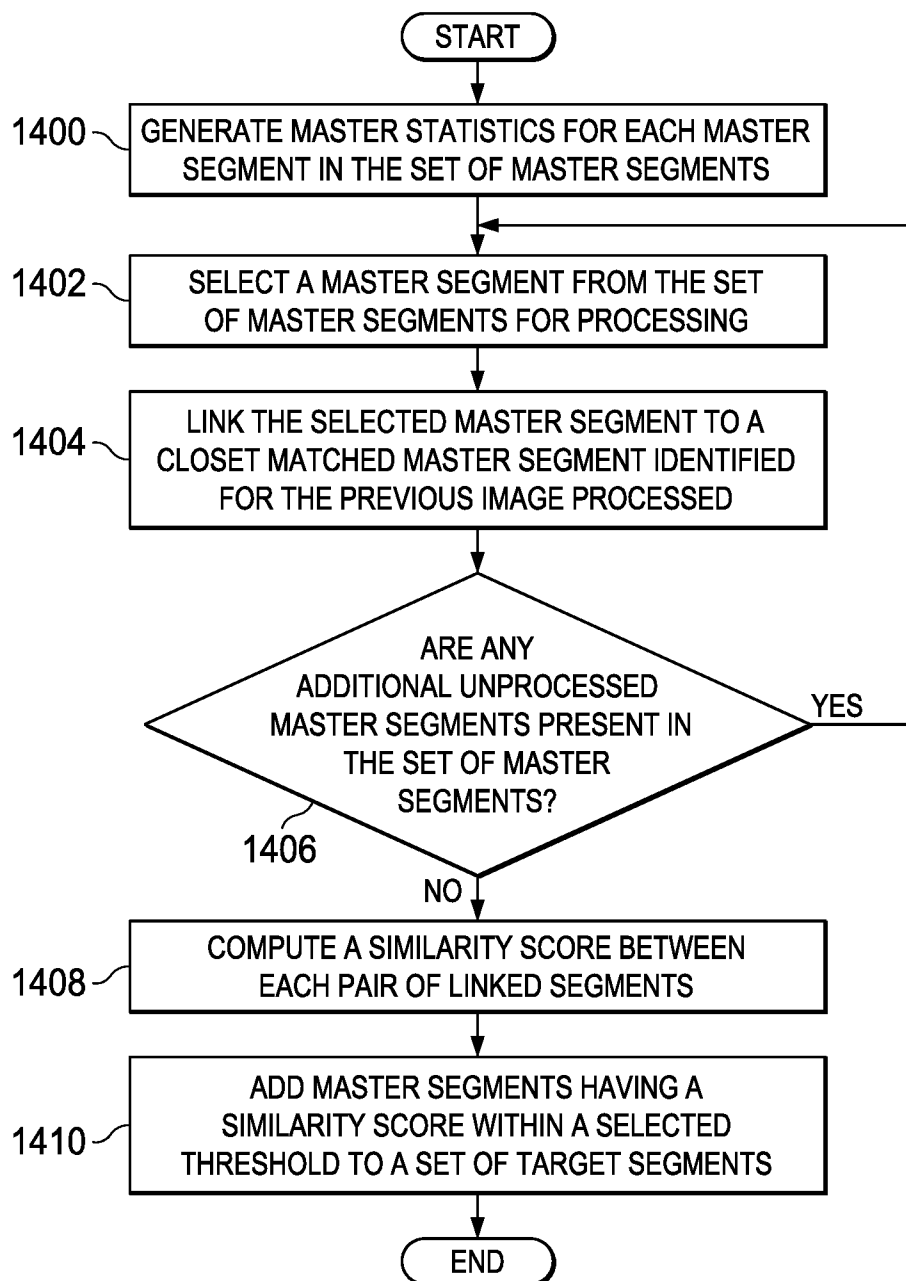 START
1400
GENERATE MASTER STATISTICS FOR EACH MASTER
SEGMENT IN THE SET OF MASTER SEGMENTS
1402
SELECT A MASTER SEGMENT FROM THE SET
OF MASTER SEGMENTS FOR PROCESSING
1404
LINK THE SELECTED MASTER SEGMENT TO A
CLOSET MATCHED MASTER SEGMENT IDENTIFIED
FOR THE PREVIOUS IMAGE PROCESSED
ARE ANY
ADDITIONAL UNPROCESSED
MASTER SEGMENTS PRESENT IN
THE SET OF MASTER
SEGMENTS?
YES
1406
NO
1408
COMPUTE A SIMILARITY SCORE BETWEEN
EACH PAIR OF LINKED SEGMENTS
1410
ADD MASTER SEGMENTS HAVING A
SIMILARITY SCORE WITHIN A SELECTED
THRESHOLD TO A SET OF TARGET SEGMENTS
END